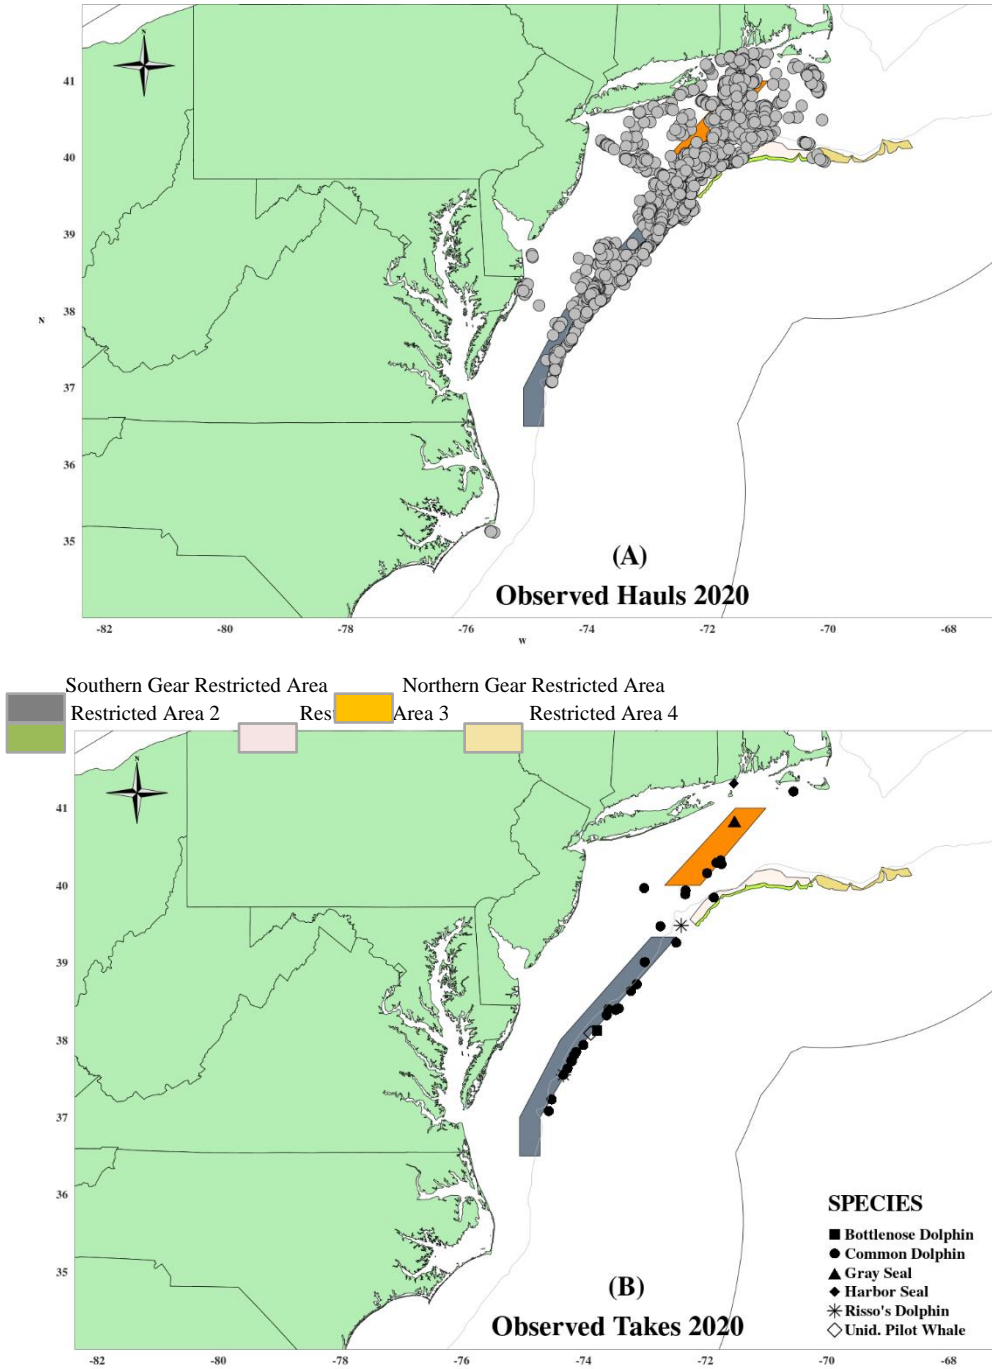 N
41
40
39
38
N
37
36
35
(A)
Observed Hauls 2020
-82 -80 -78 -76 -74 -72 -70 -68
W
Southern Gear Restricted Area Northern Gear Restricted Area
Restricted Area 2 Res Area 3 Restricted Area 4
N
41
40
39
38
37
36
35
SPECIES
Bottlenose Dolphin
Common Dolphin
Gray Seal
Harbor Seal
Risso's Dolphin
Unid. Pilot Whale
(B)
Observed Takes 2020
-82 -80 -78 -76 -74 -72 -70 -68